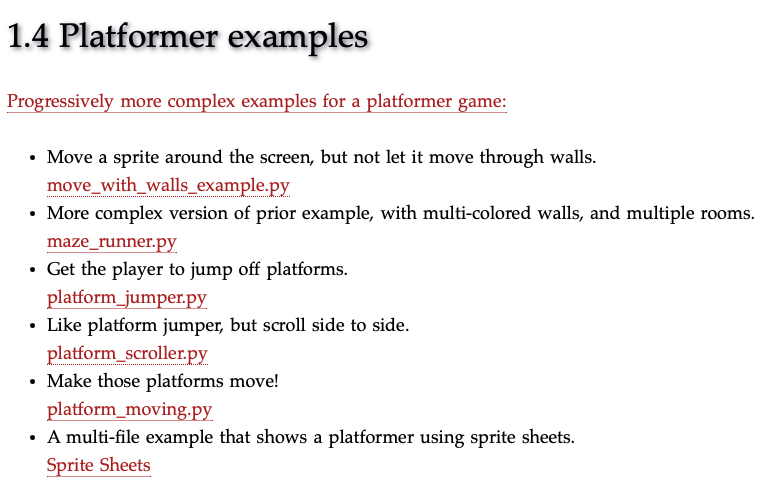 1.4 Platformer examples
Progressively more complex examples for a platformer game:
• Move a sprite around the screen, but not let it move through walls.
move_with_walls_example.py
• More complex version of prior example, with multi-colored walls, and multiple rooms.
maze_runner.py
• Get the player to jump off platforms.
platform_jumper.py
• Like platform jumper, but scroll side to side.
platform_scroller.py
• Make those platforms move!
platform_moving.py
• A multi-file example that shows a platformer using sprite sheets.
Sprite Sheets